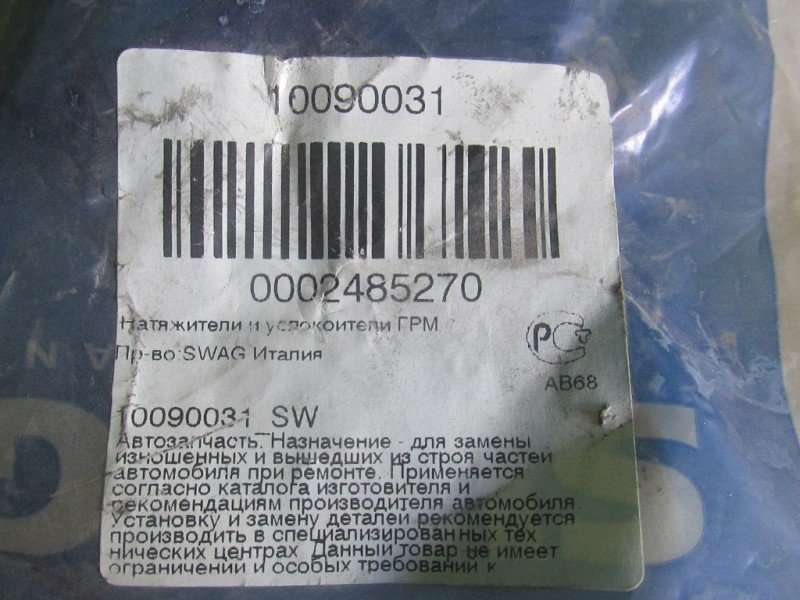 10090031
0002485270
Натяжители и успокоители ГРМ
Пр-во:SWAG Италия
РС
АВ68
10090031_SW
Автозапчасть. Назначение - для замены
изношенных и вышедших из строя частей
автомобиля при ремонте. Применяется
согласно каталога изготовителя и
рекомендациям производителя автомобиля.
Установку и замену деталей рекомендуется
производить в специализированных тех
нических центрах. Данный товар не имеет
ограничений и особых требований к
S